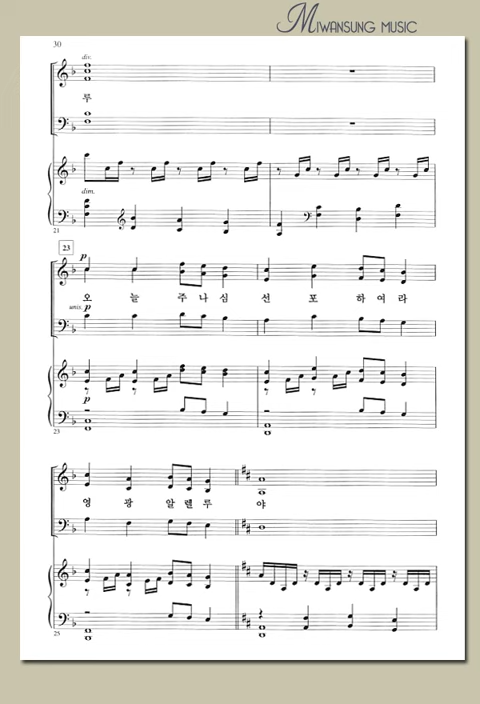 MIWANSUNG MUSIC
30
div.
루
dim.
21
23
p
오 늘 주 나 심 선 포 하 여 라
unis. p
p
23
영 광 알 렐 루 야
25